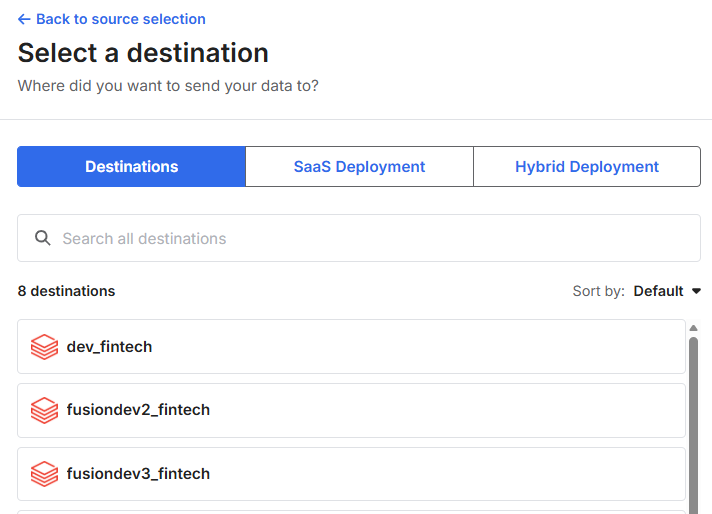 ← Back to source selection
Select a destination
Where did you want to send your data to?
Destinations SaaS Deployment Hybrid Deployment
Search all destinations
8 destinations Sort by: Default
dev_fintech
fusiondev2_fintech
fusiondev3_fintech